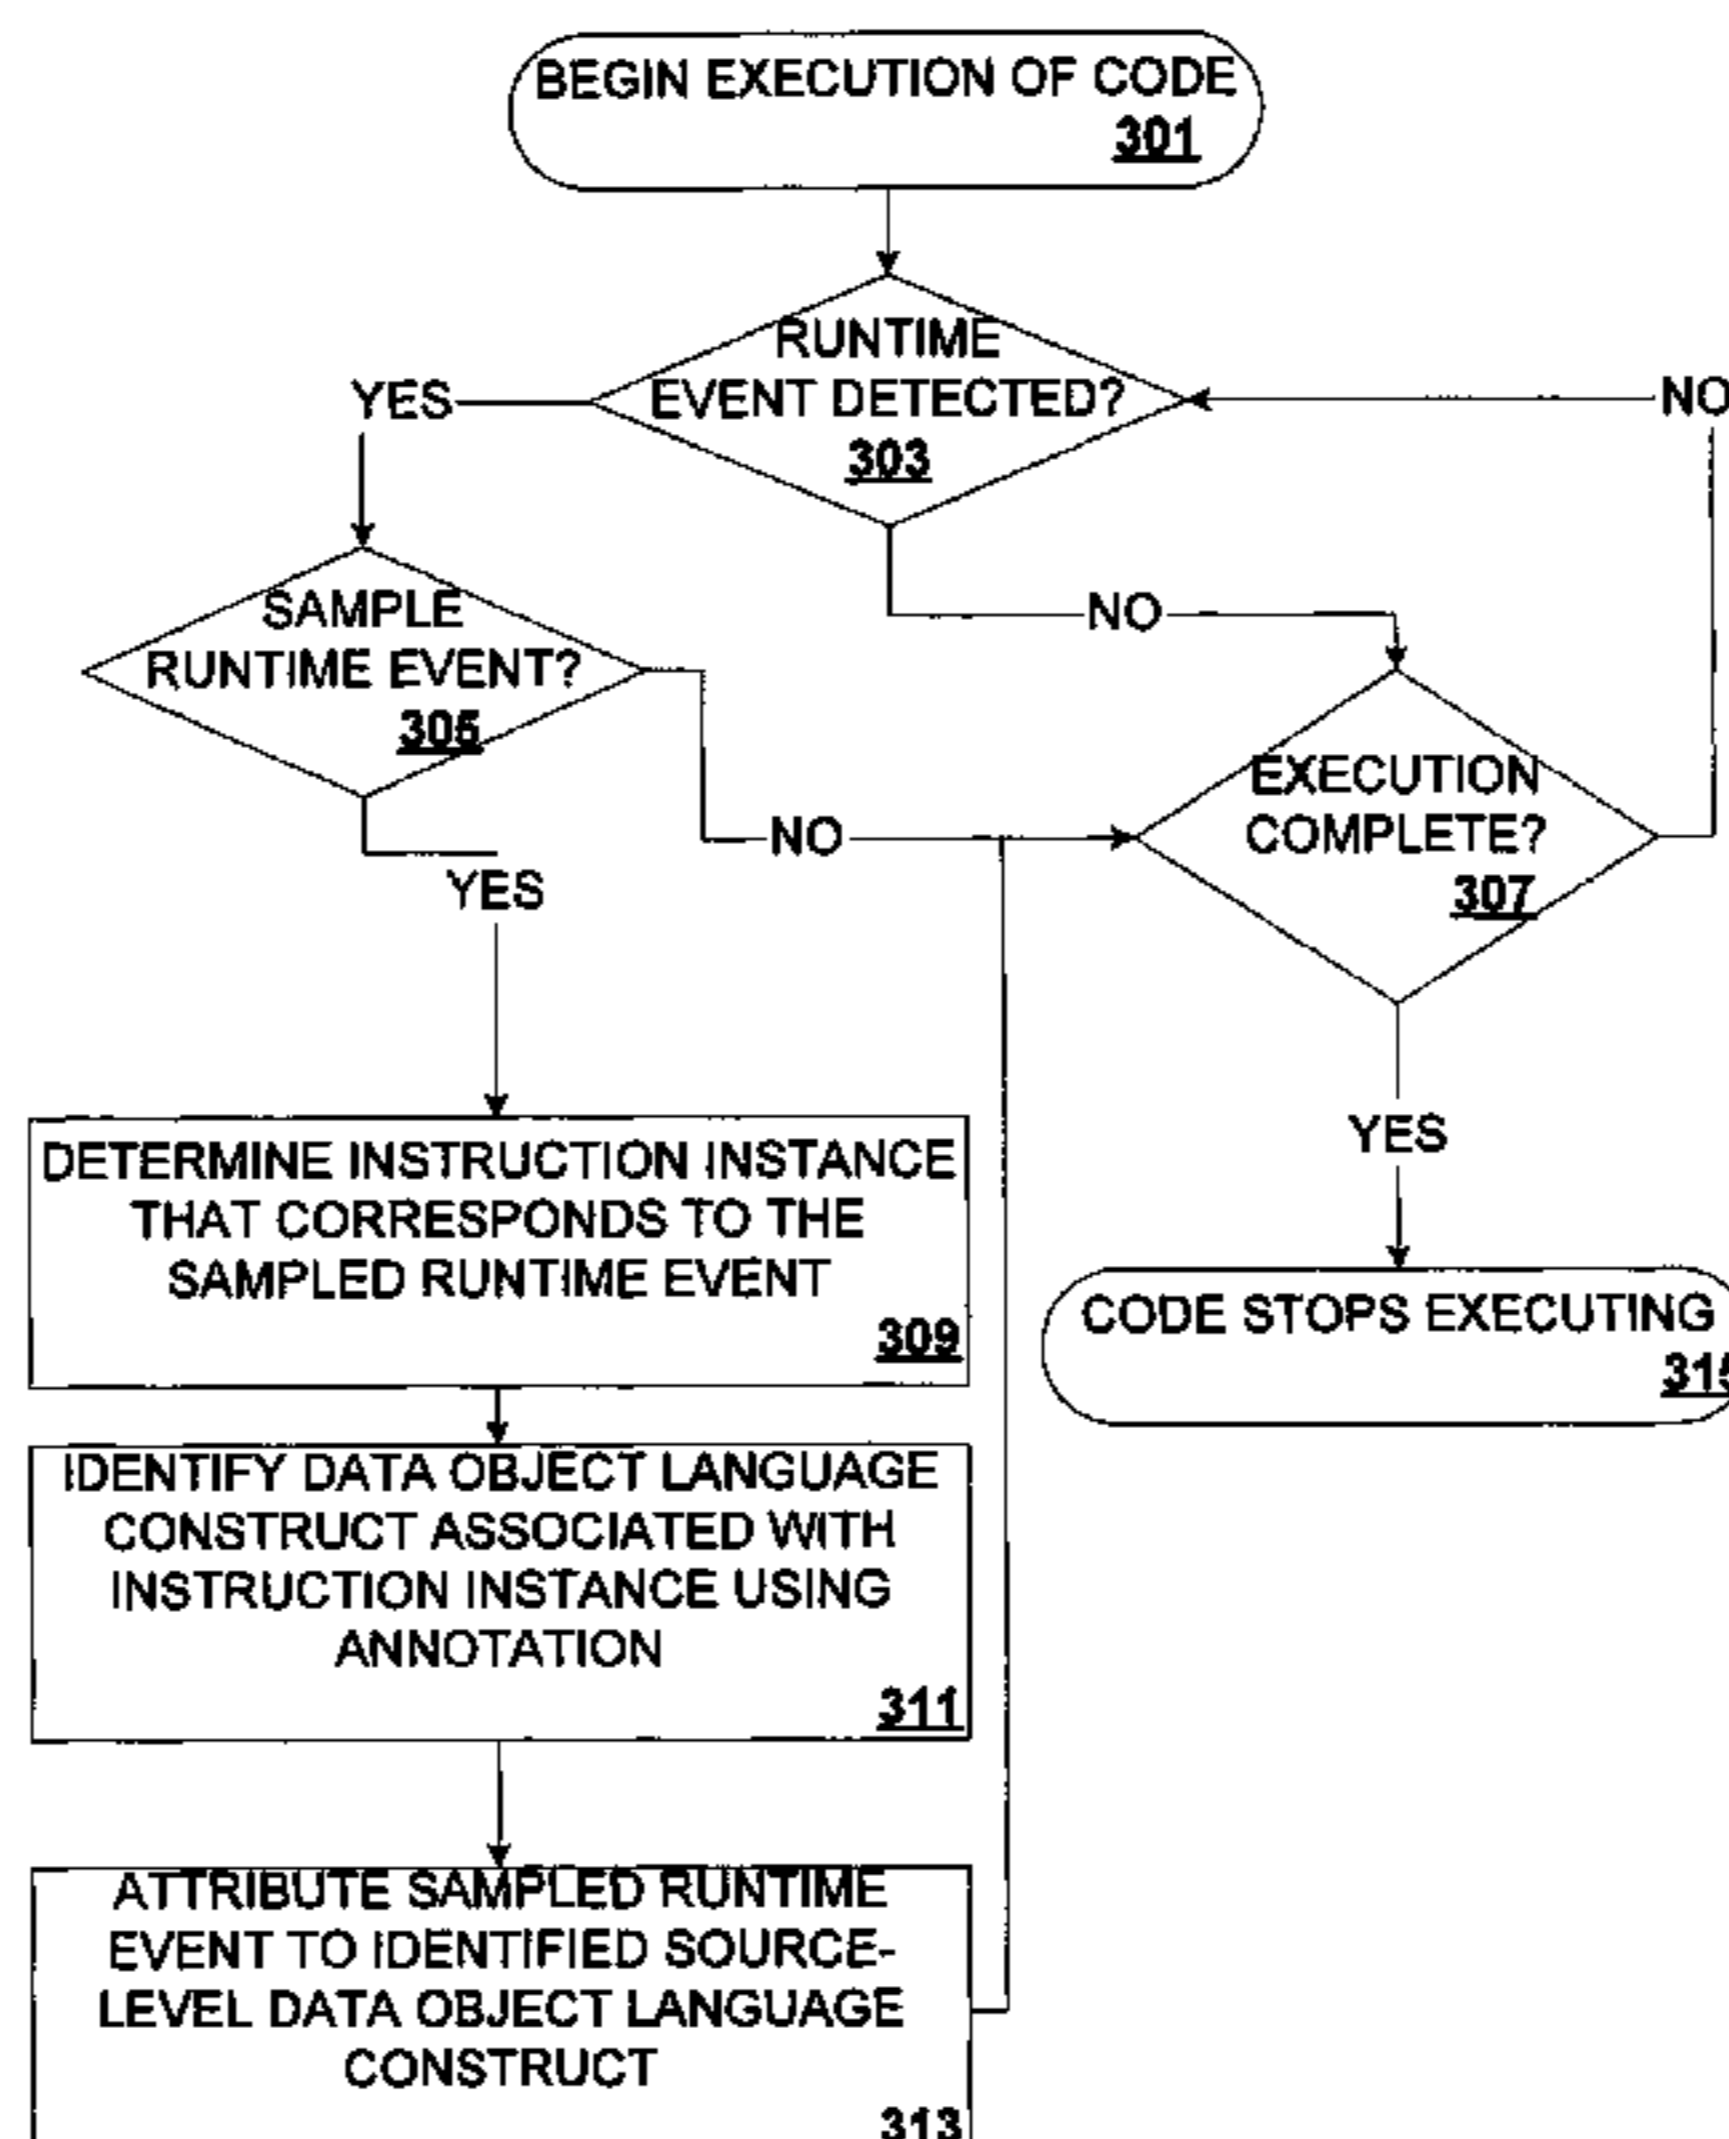 BEGIN EXECUTION OF CODE
301
RUNTIME
EVENT DETECTED?
303
YES
NO
SAMPLE
RUNTIME EVENT?
305
NO
EXECUTION
COMPLETE?
307
NO
YES
YES
DETERMINE INSTRUCTION INSTANCE
THAT CORRESPONDS TO THE
SAMPLED RUNTIME EVENT
309
CODE STOPS EXECUTING
315
IDENTIFY DATA OBJECT LANGUAGE
CONSTRUCT ASSOCIATED WITH
INSTRUCTION INSTANCE USING
ANNOTATION
311
ATTRIBUTE SAMPLED RUNTIME
EVENT TO IDENTIFIED SOURCE-
LEVEL DATA OBJECT LANGUAGE
CONSTRUCT
313